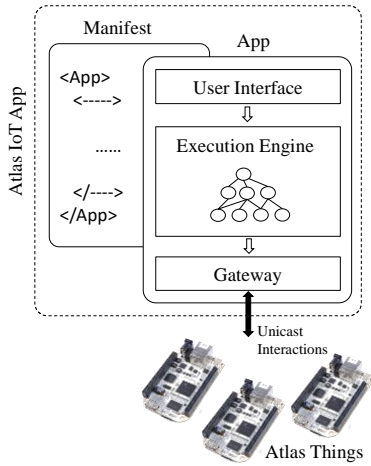 Manifest
App
Atlas IoT App
<App>
<----->
......
</---->
</App>
User Interface
Execution Engine
Gateway
Unicast
Interactions
Atlas Things